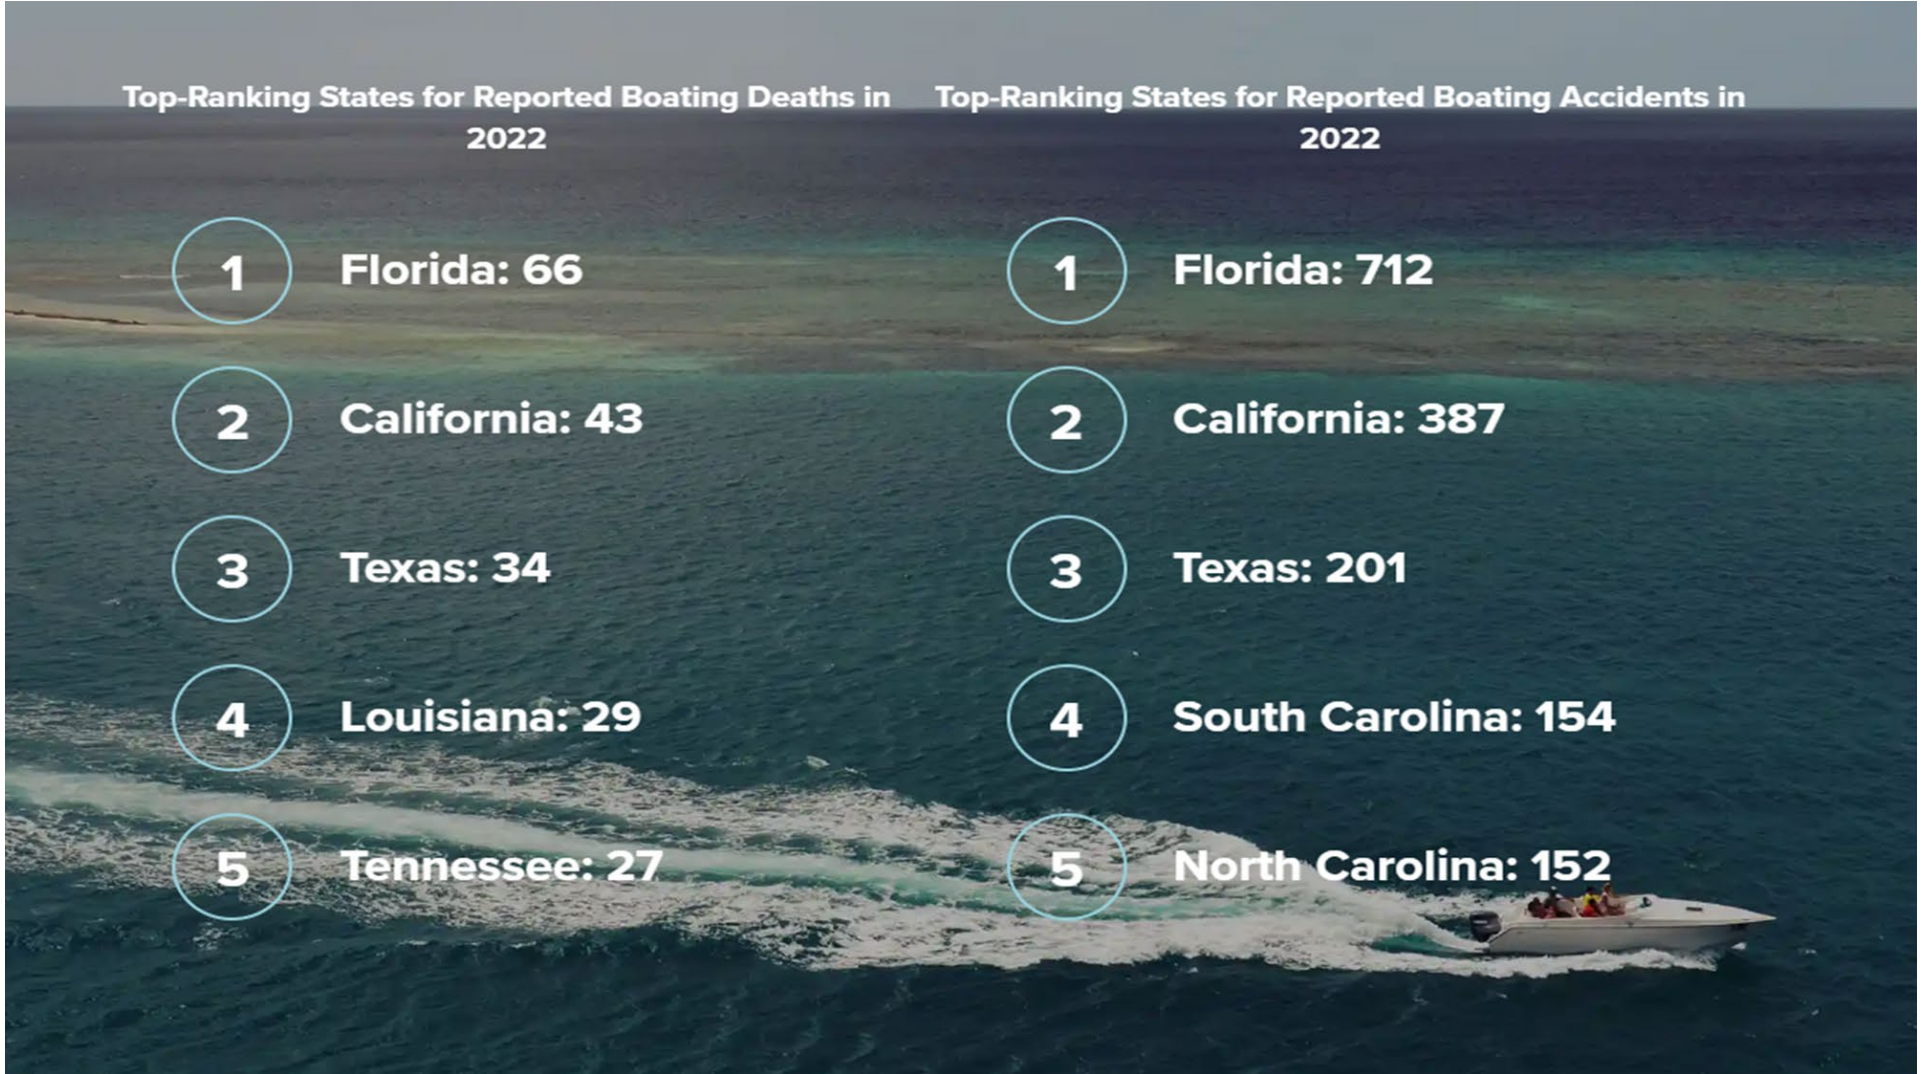 Top-Ranking States for Reported Boating Deaths in
2022
1
Florida: 66
2
California: 43
3
Texas: 34
4
Louisiana: 29
5
Tennessee: 27
Top-Ranking States for Reported Boating Accidents in
2022
1
Florida: 712
2
California: 387
3
Texas: 201
4
South Carolina: 154
5
North Carolina: 152